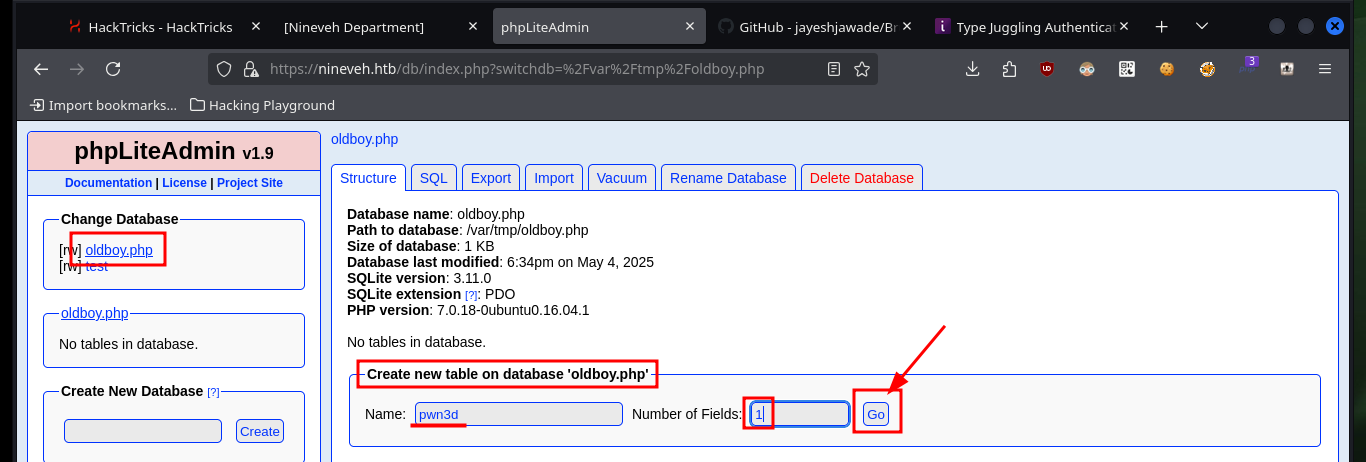 HackTricks - HackTricks
[Nineveh Department]
phpLiteAdmin
GitHub - jayeshjawade/Br
Type Juggling Authenticat
https://nineveh.htb/db/index.php?switchdb=%2Fvar%2Ftmp%2Foldboy.php
3
Import bookmarks...
Hacking Playground
phpLiteAdmin v1.9
Documentation | License | Project Site
Change Database
[rw] oldboy.php
[rw] test
oldboy.php
No tables in database.
Create New Database [?]
Create
oldboy.php
Structure
SQL
Export
Import
Vacuum
Rename Database
Delete Database
Database name: oldboy.php
Path to database: /var/tmp/oldboy.php
Size of database: 1 KB
Database last modified: 6:34pm on May 4, 2025
SQLite version: 3.11.0
SQLite extension [?]: PDO
PHP version: 7.0.18-0ubuntu0.16.04.1
No tables in database.
Create new table on database 'oldboy.php'
Name: pwn3d Number of Fields: 1 Go